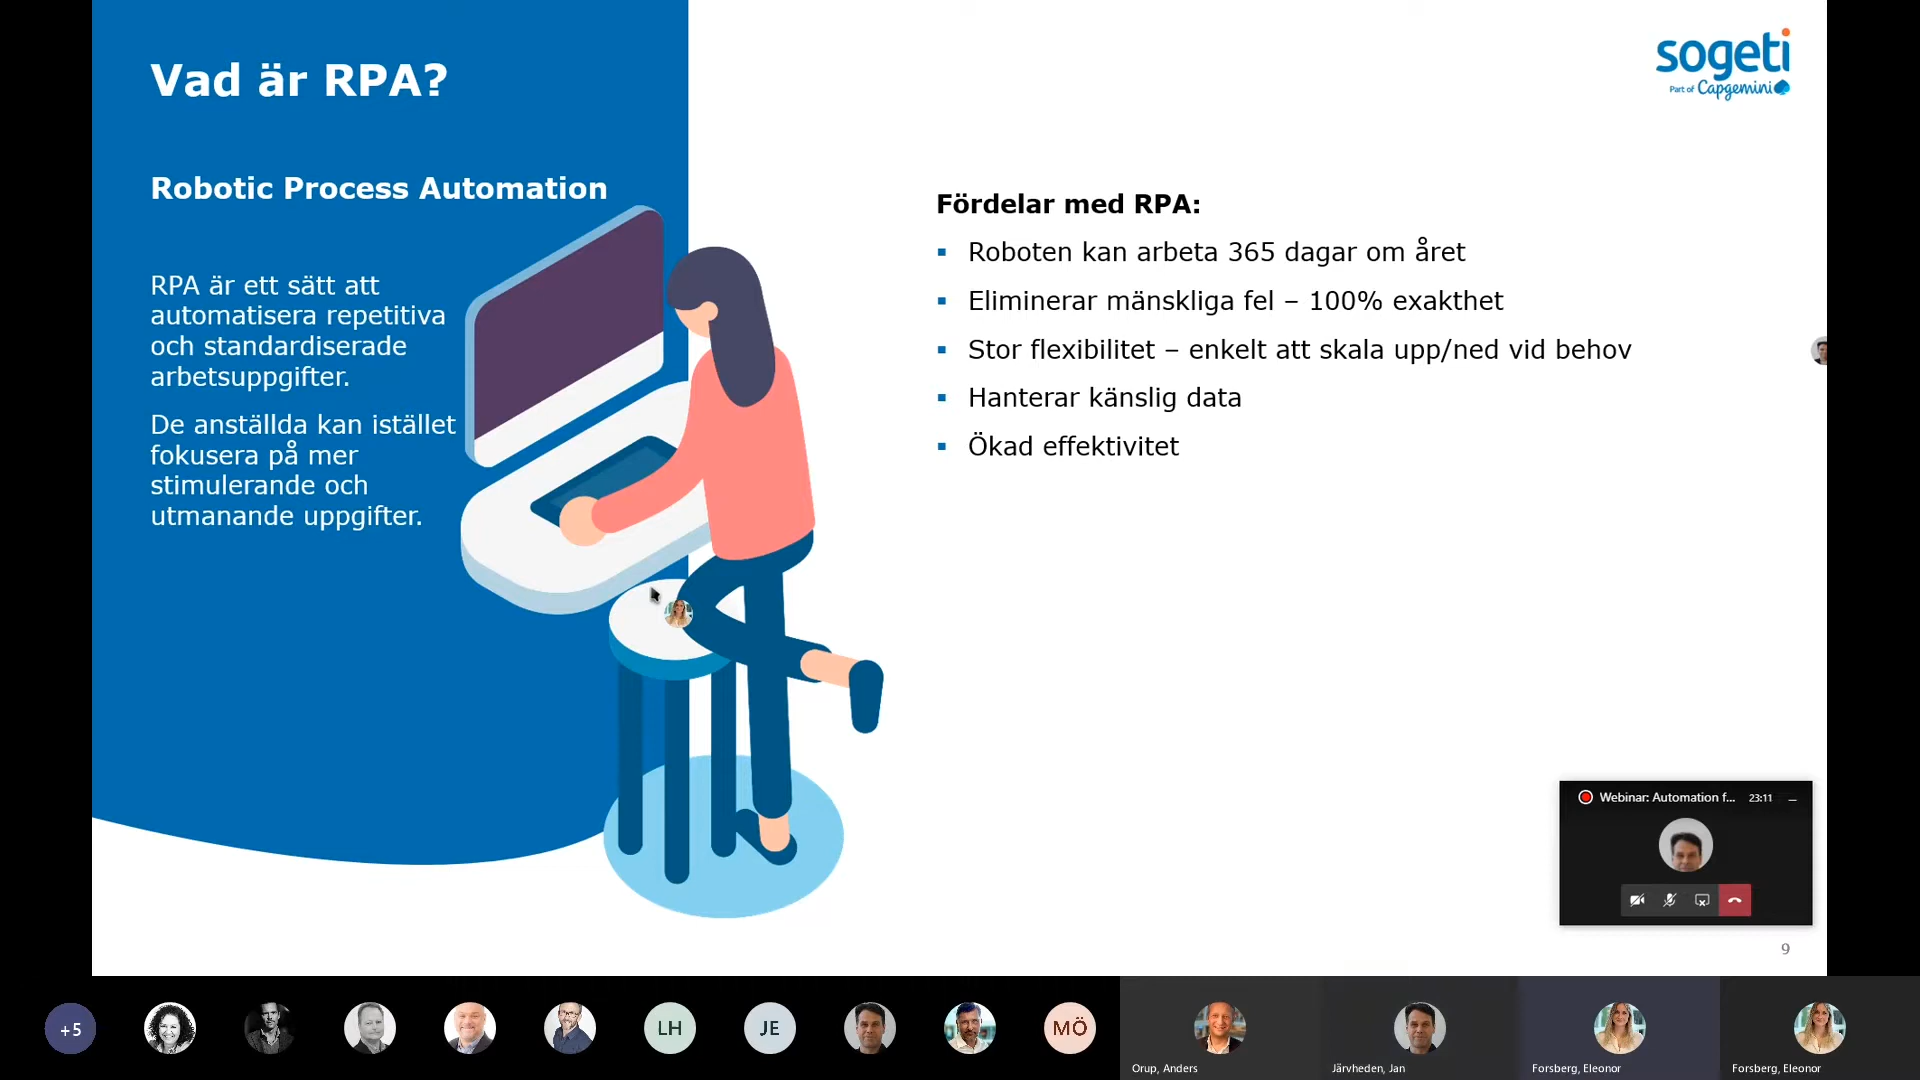 Vad är RPA?
Robotic Process Automation
RPA är ett sätt att
automatisera repetitiva
och standardiserade
arbetsuppgifter.
De anställda kan istället
fokusera på mer
stimulerande och
utmanande uppgifter.
sogeti
Part of Capgemini
Fördelar med RPA:
Roboten kan arbeta 365 dagar om året
Eliminerar mänskliga fel – 100% exakthet
Stor flexibilitet – enkelt att skala upp/ned vid behov
Hanterar känslig data
Ökad effektivitet
Webinar: Automation f... 23:11
9
+5
LH
JE
MÖ
Orup, Anders
Järvheden, Jan
Forsberg, Eleonor
Forsberg, Eleonor